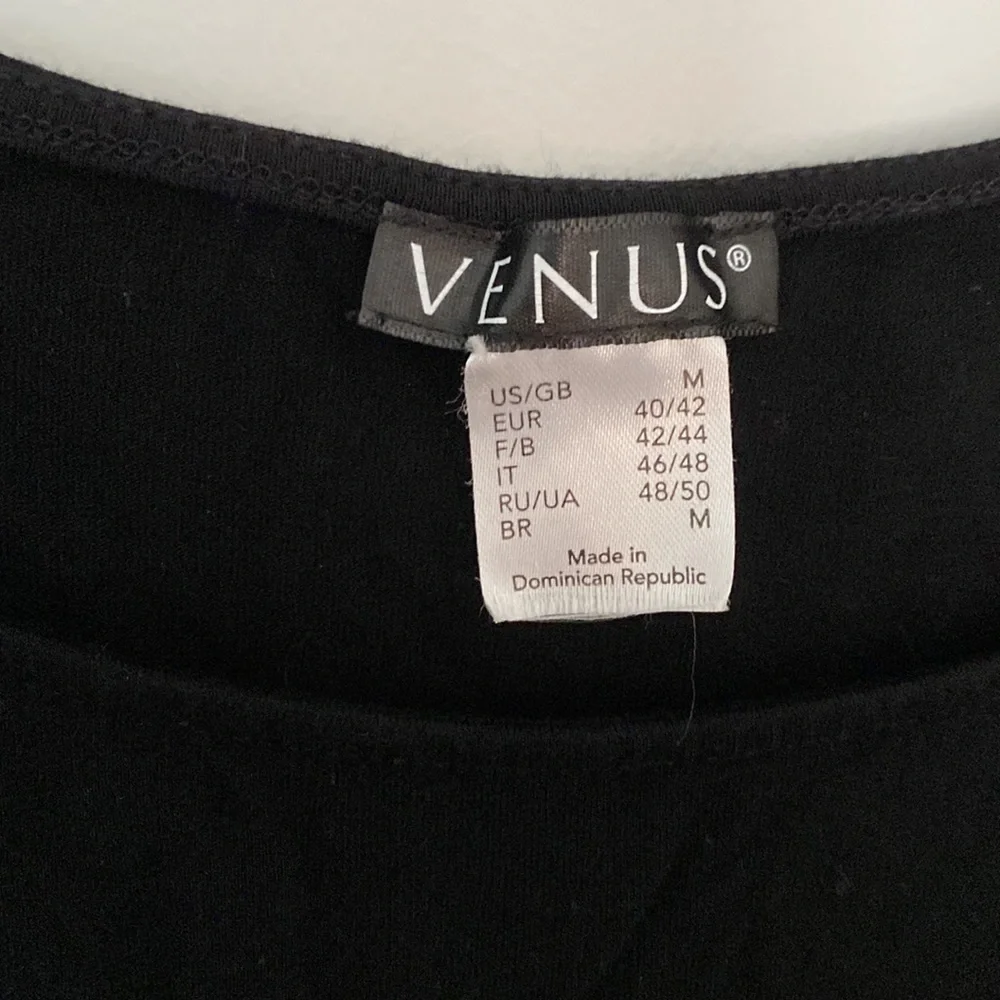 VENUS®
US/GB M
EUR 40/42
F/B 42/44
IT 46/48
RU/UA 48/50
BR M
Made in
Dominican Republic